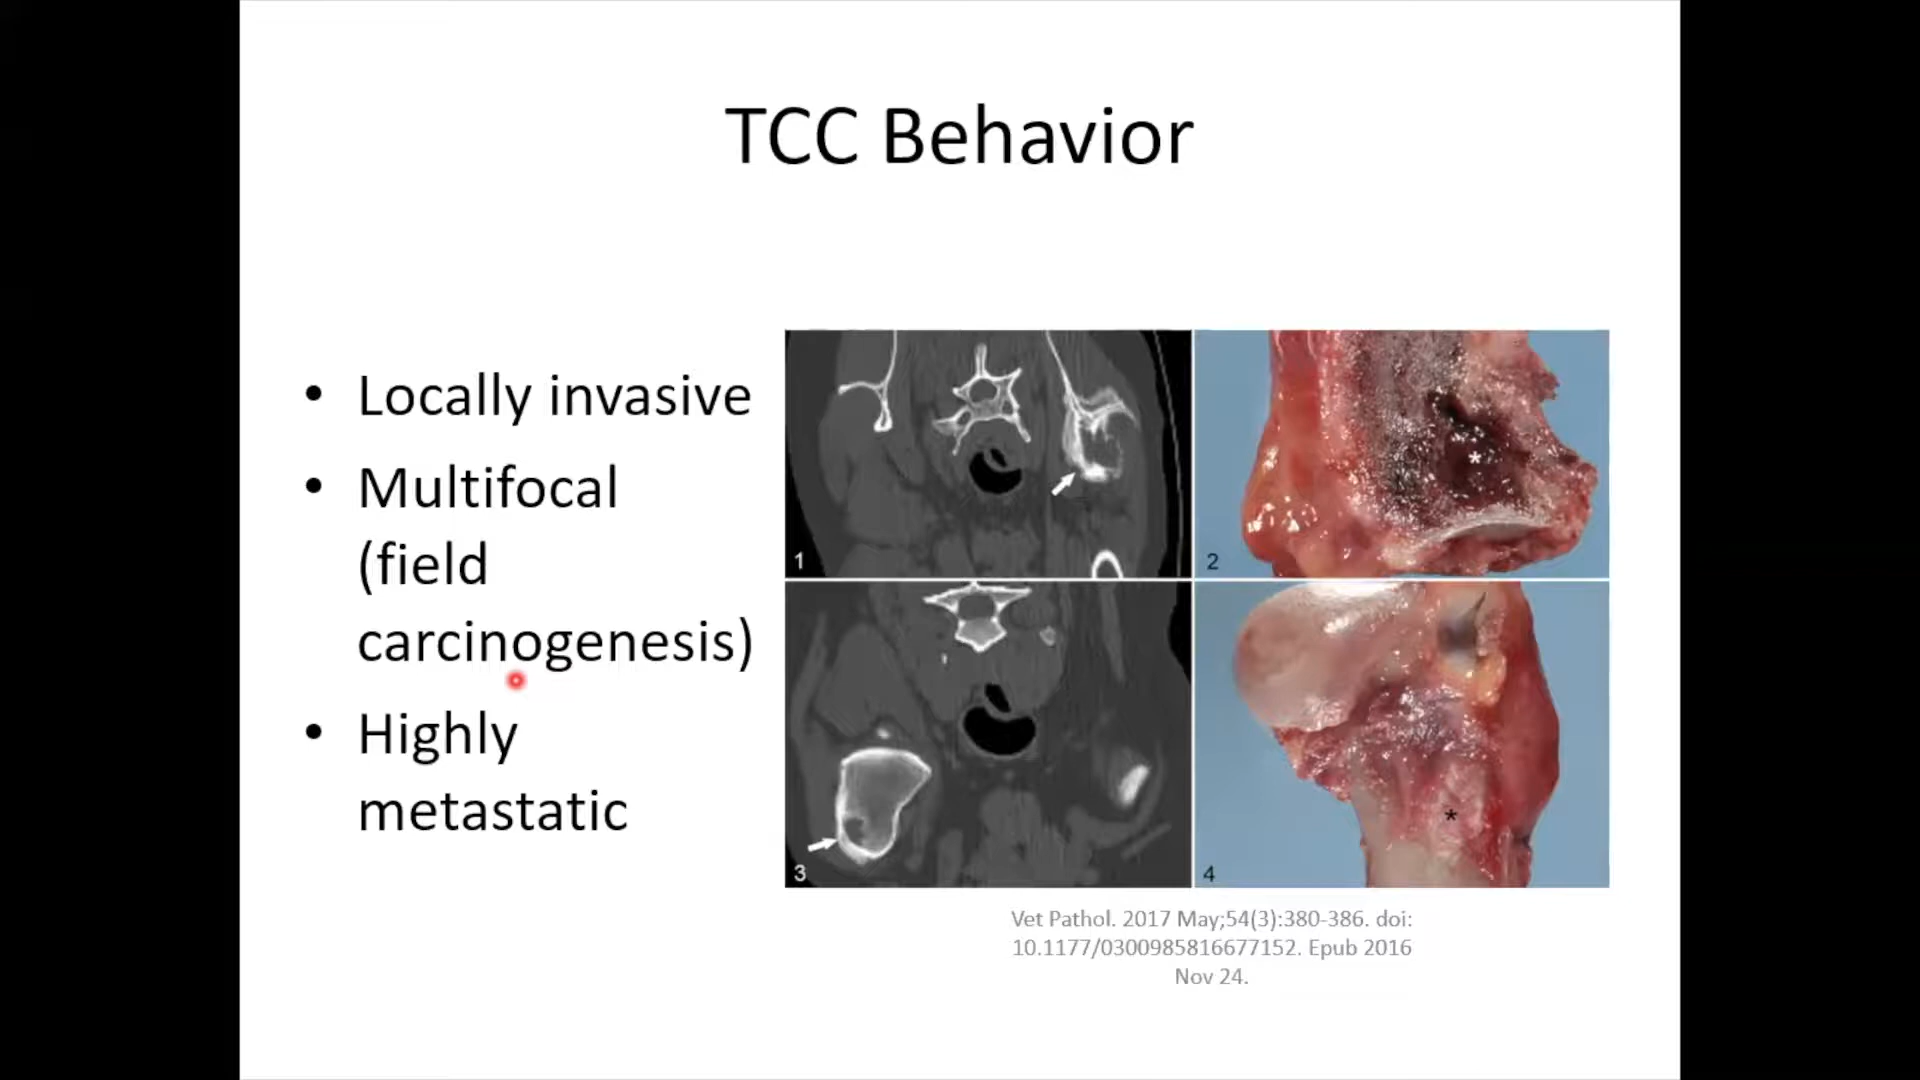 TCC Behavior
• Locally invasive
• Multifocal
(field
carcinogenesis)
• Highly
metastatic
1
2
*
3
4
*
Vet Pathol. 2017 May;54(3):380-386. doi:
10.1177/0300985816677152. Epub 2016
Nov 24.